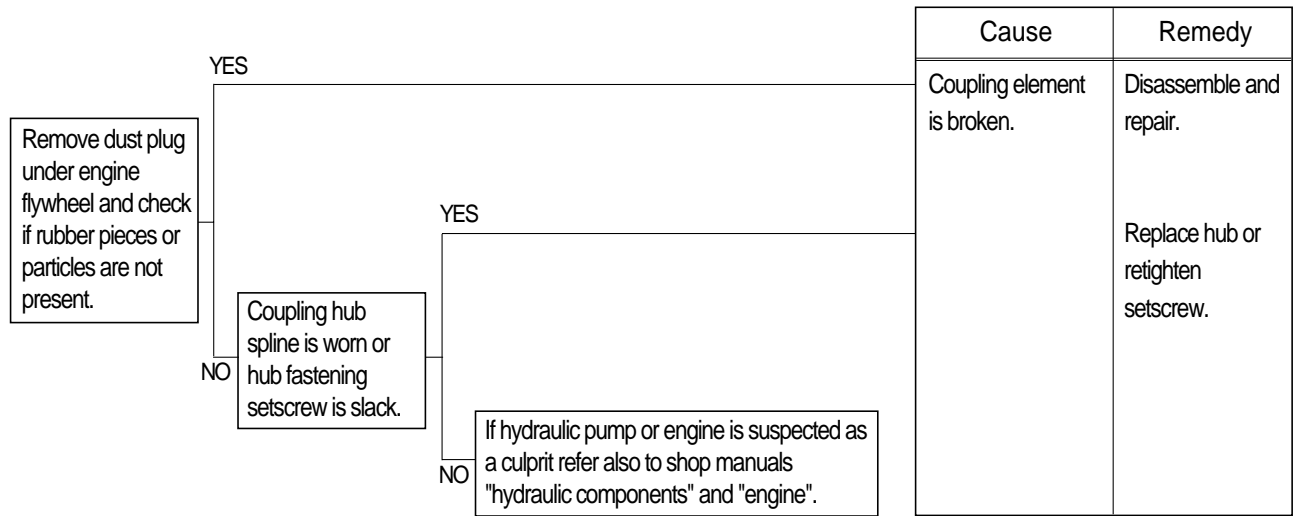 Cause
Remedy
YES
Coupling element
is broken.
Disassemble and
repair.
Remove dust plug
under engine
flywheel and check
if rubber pieces or
particles are not
present.
YES
Replace hub or
retighten
setscrew.
NO
Coupling hub
spline is worn or
hub fastening
setscrew is slack.
NO
If hydraulic pump or engine is suspected as
a culprit refer also to shop manuals
"hydraulic components" and "engine".